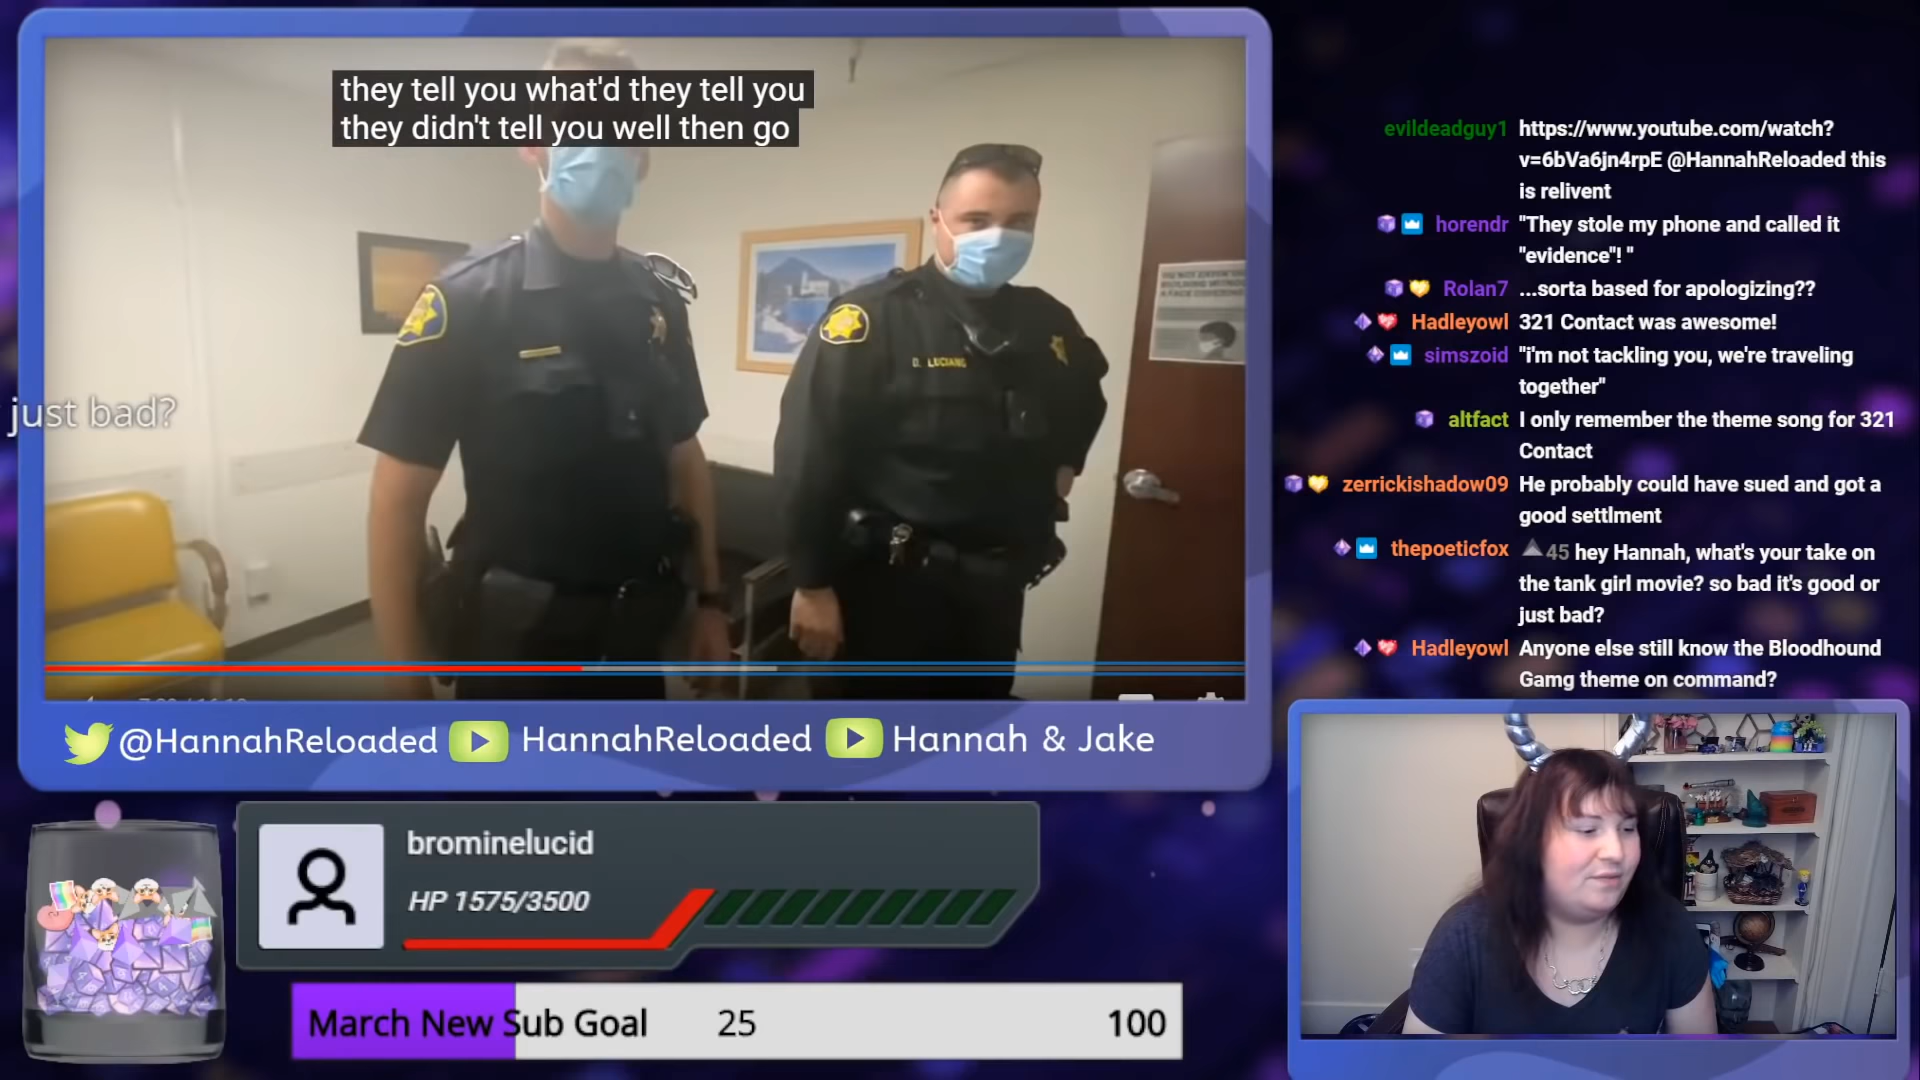 they tell you what'd they tell you
they didn't tell you well then go
D. LUCIANO
just bad?
@HannahReloaded HannahReloaded Hannah & Jake
brominelucid
HP 1575/3500
March New Sub Goal 25 100
evildeadguy1 https://www.youtube.com/watch?
v=6bVa6jn4rpE @HannahReloaded this
is relivent
horendr "They stole my phone and called it
"evidence"! "
Rolan7 ...sorta based for apologizing??
Hadleyowl 321 Contact was awesome!
simszoid "i'm not tackling you, we're traveling
together"
altfact I only remember the theme song for 321
Contact
zerrickishadow09 He probably could have sued and got a
good settlment
thepoeticfox 45 hey Hannah, what's your take on
the tank girl movie? so bad it's good or
just bad?
Hadleyowl Anyone else still know the Bloodhound
Gamg theme on command?